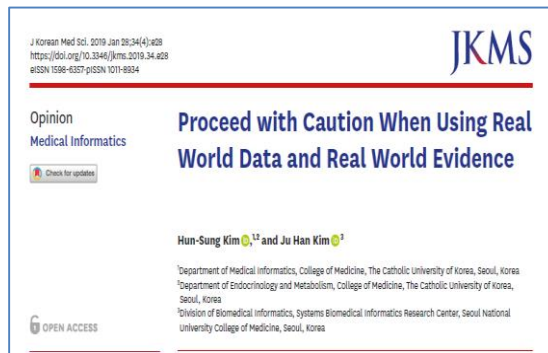 J Korean Med Sci. 2019 Jan 28;34(4):e28
https://doi.org/10.3346/jkms.2019.34.e28
eISSN 1598-6357·pISSN 1011-8934
JKMS
Opinion
Medical Informatics
Check for updates
Proceed with Caution When Using Real
World Data and Real World Evidence
Hun-Sung Kim iD,1,2 and Ju Han Kim iD 3
1Department of Medical Informatics, College of Medicine, The Catholic University of Korea, Seoul, Korea
2Department of Endocrinology and Metabolism, College of Medicine, The Catholic University of Korea,
Seoul, Korea
3Division of Biomedical Informatics, Systems Biomedical Informatics Research Center, Seoul National
University College of Medicine, Seoul, Korea
OPEN ACCESS